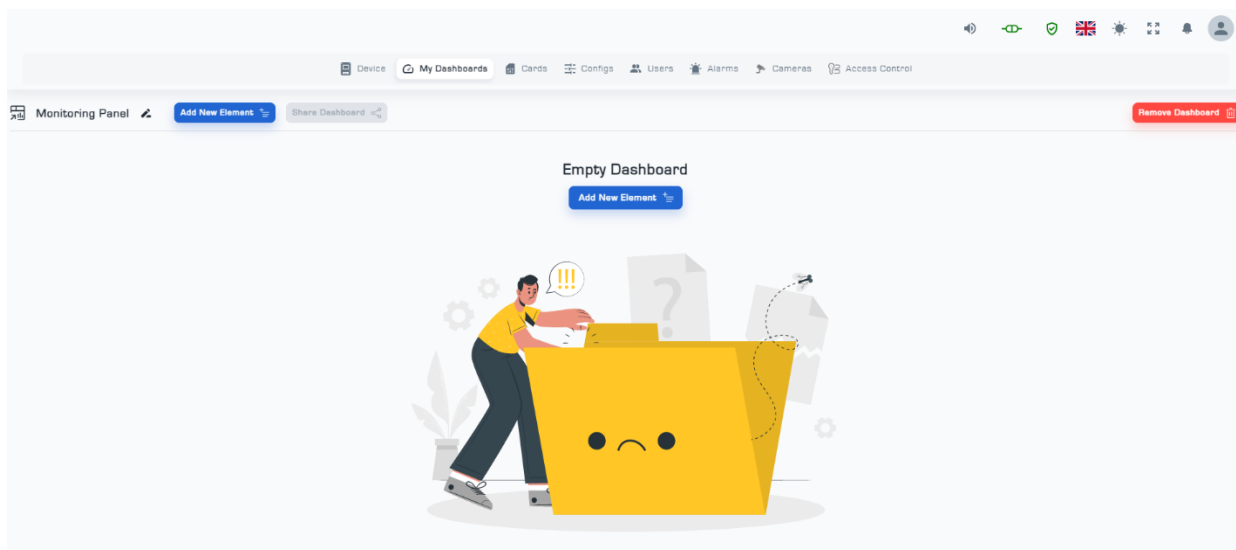 Device My Dashboards Cards Configs Users Alarms Cameras Access Control
Monitoring Panel Add New Element Share Dashboard Remove Dashboard
Empty Dashboard
Add New Element
!!!
?